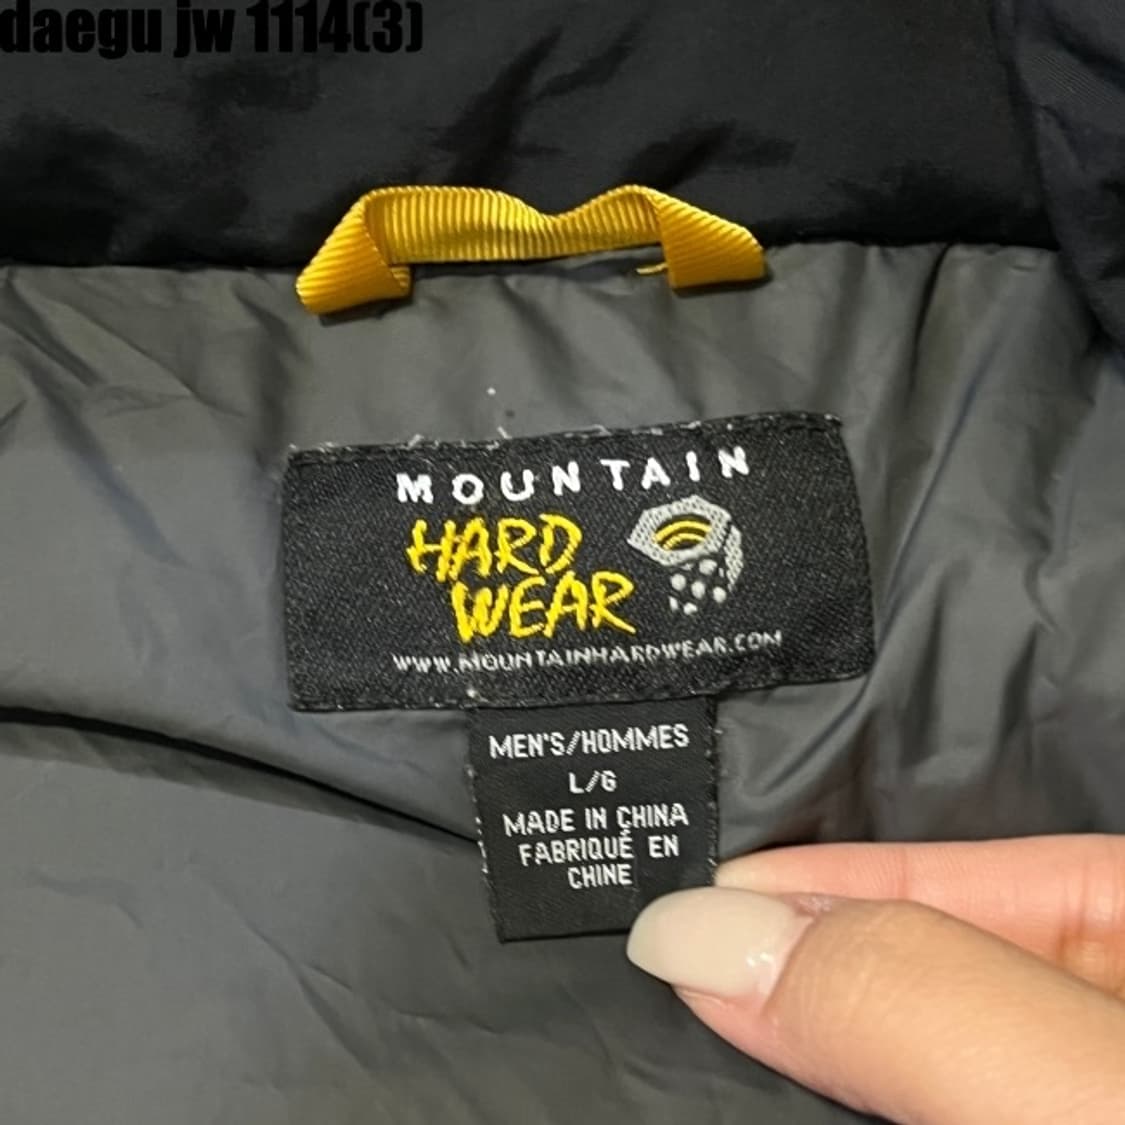 daegu jw 1114(3)
MOUNTAIN
HARD
WEAR
WWW.MOUNTAINHARDWEAR.COM
MEN'S/HOMMES
L/G
MADE IN CHINA
FABRIQUÉ EN
CHINE